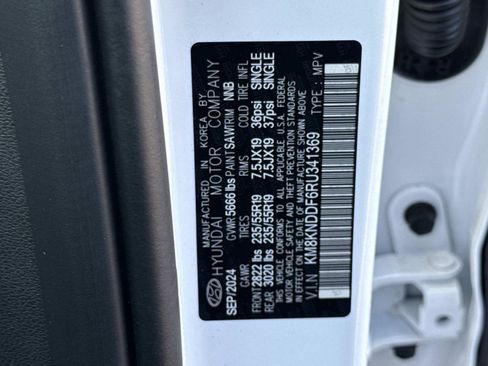 MANUFACTURED IN KOREA BY
HYUNDAI MOTOR COMPANY
SEP/2024 GVWR 5666 lbs PAINT SAW TRIM NNB
GAWR TIRES RIMS COLD TIRE INFL
FRONT 2822 lbs 235/55R19 7.5JX19 36psi SINGLE
REAR 3020 lbs 235/55R19 7.5JX19 37psi SINGLE
THIS VEHICLE CONFORMS TO ALL APPLICABLE U.S.A. FEDERAL
MOTOR VEHICLE SAFETY AND THEFT PREVENTION STANDARDS
IN EFFECT ON THE DATE OF MANUFACTURE SHOWN ABOVE.
V.I.N : KM8KNDDF6RU341369 TYPE : MPV